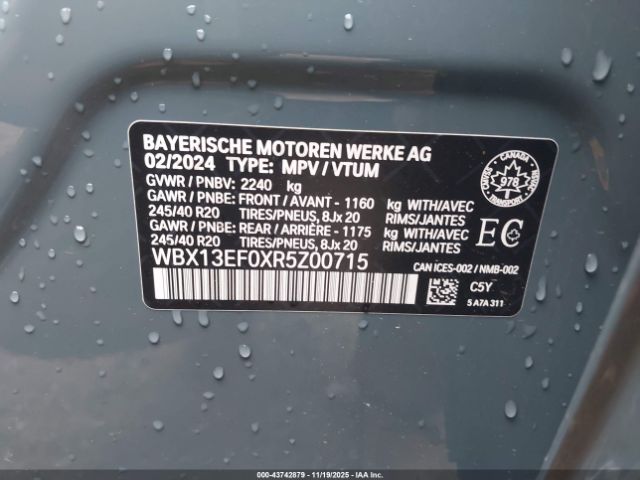 BAYERISCHE MOTOREN WERKE AG
02/2024 TYPE: MPV / VTUM
GVWR / PNBV: 2240 kg
GAWR / PNBE: FRONT / AVANT - 1160 kg WITH/AVEC
245/40 R20 TIRES/PNEUS, 8Jx 20 RIMS/JANTES
GAWR / PNBE: REAR / ARRIÈRE - 1175 kg WITH/AVEC
245/40 R20 TIRES/PNEUS, 8Jx 20 RIMS/JANTES
WBX13EF0XR5Z00715
CANADA
978
EC
CAN ICES-002 / NMB-002
C5Y
5 A7A 311
000-43742879 - 11/19/2025 - IAAI.COM